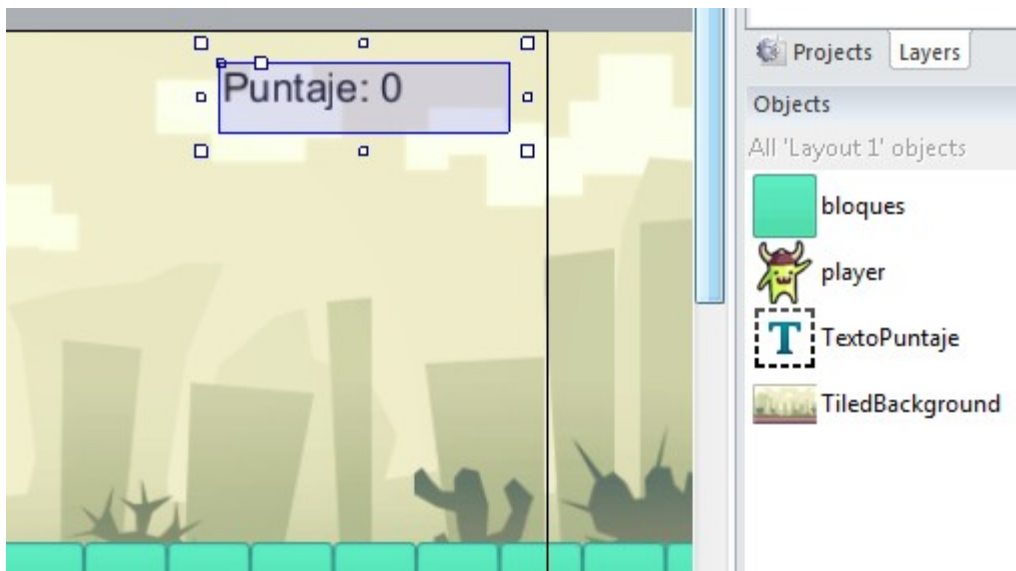 Puntaje: 0
Projects Layers
Objects
All 'Layout 1' objects
bloques
player
T TextoPuntaje
TiledBackground